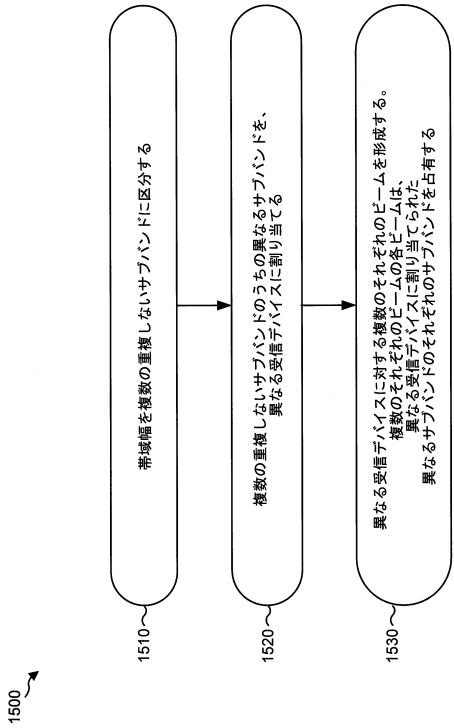 1500
1510
帯域幅を複数の重複しないサブバンドに区分する
1520
複数の重複しないサブバンドのうちの異なるサブバンドを、
異なる受信デバイスに割り当てる
1530
異なる受信デバイスに対する複数のそれぞれのビームを形成する。
複数のそれぞれのビームの各ビームは、
異なる受信デバイスに割り当てられた
異なるサブバンドのそれぞれのサブバンドを占有する